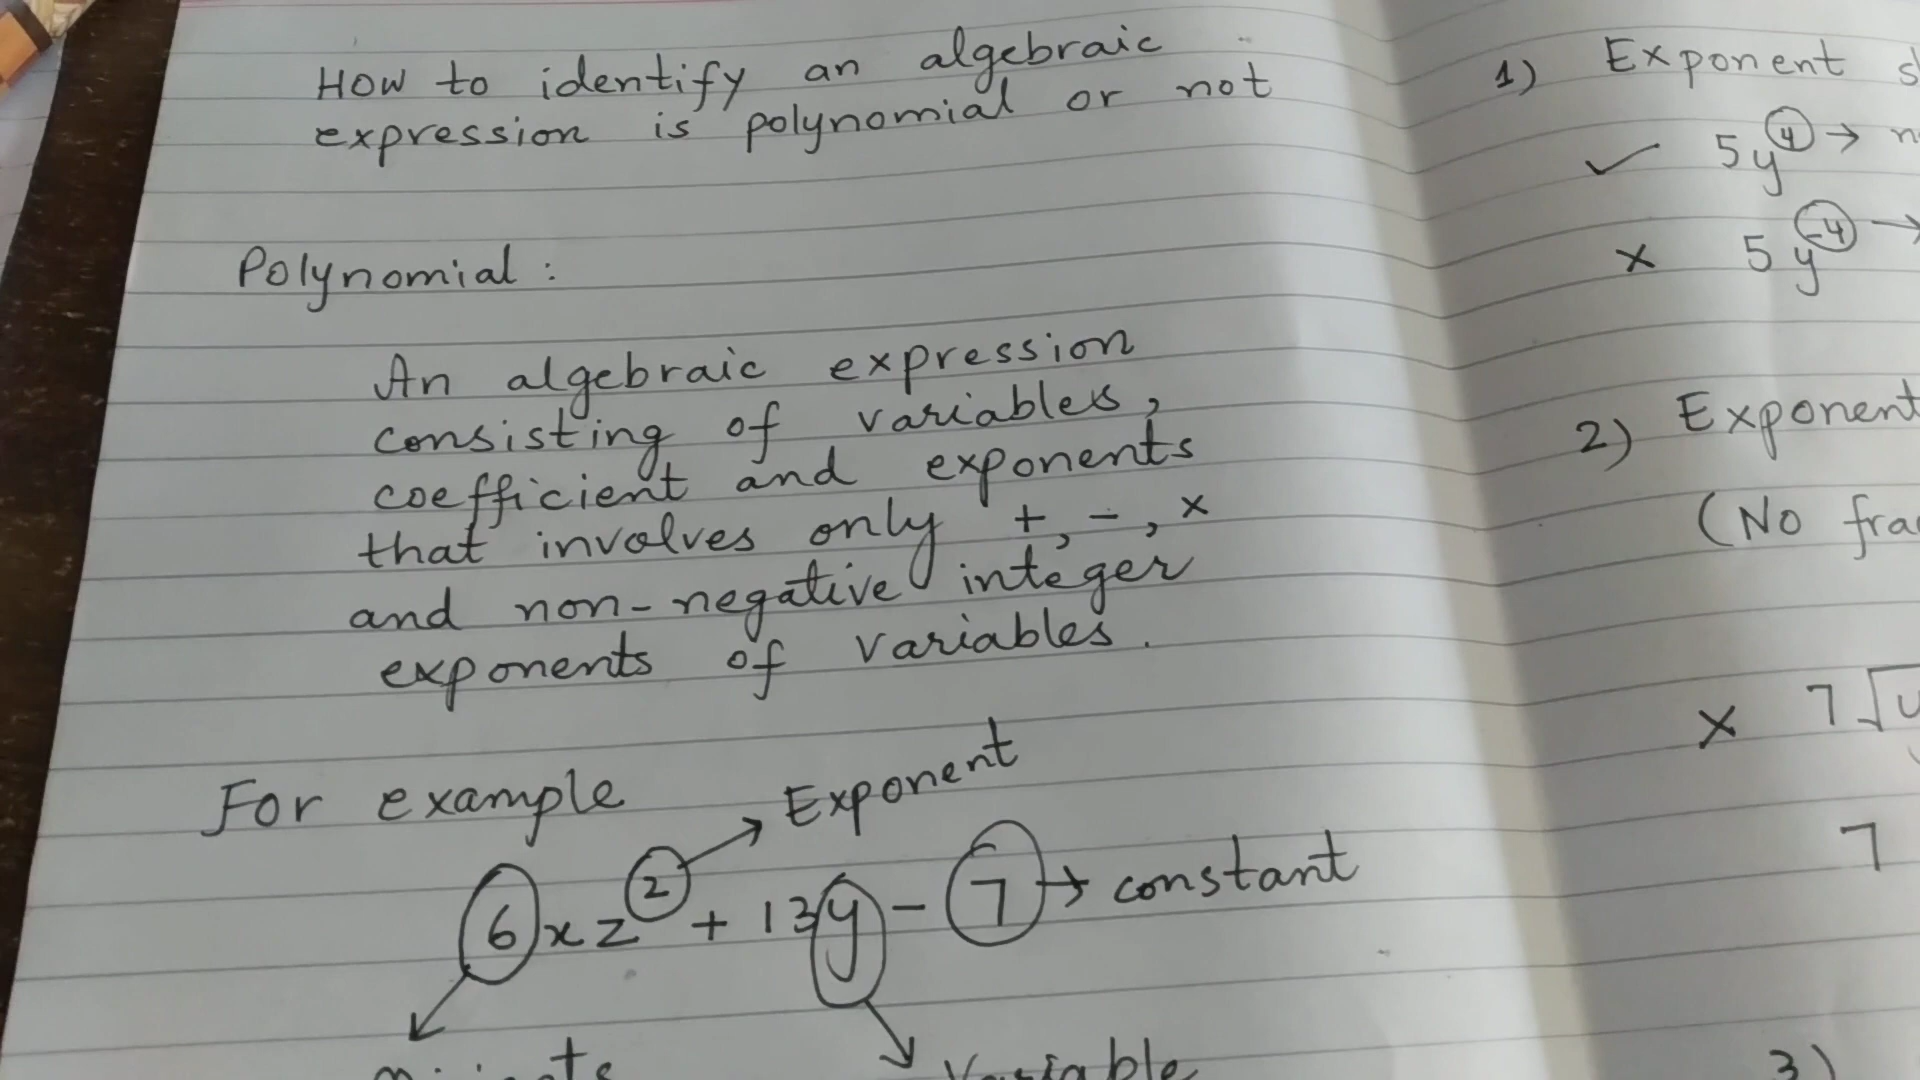 How to identify an algebraic
expression is polynomial or not
Polynomial :
An algebraic expression
consisting of variables,
coefficient and exponents
that involves only +, -, ×
and non-negative integer
exponents of variables.
For example
Exponent
6xz² + 13y - 7 → constant
Variable
1) Exponent
✓ 5y⁴ →
× 5y⁻⁴ →
2) Exponent
(No
× 7√
7
3)